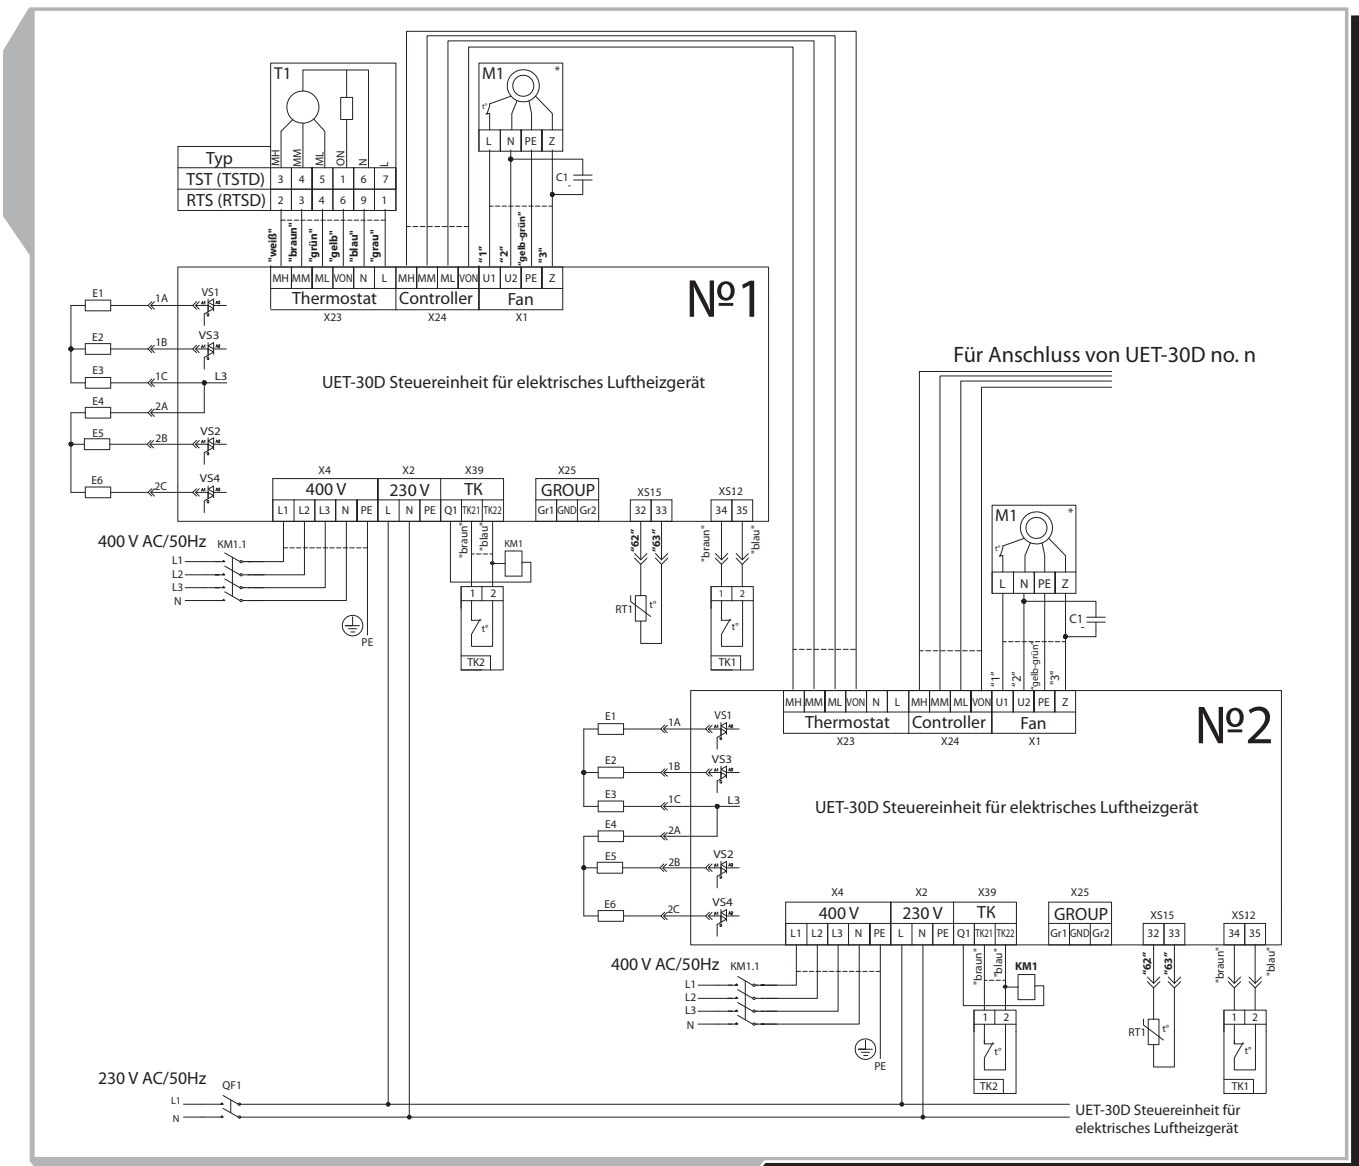 T1
M1 *
t°
L N PE Z
C1
Typ MH MM ML ON N L
TST (TSTD) 3 4 5 1 6 7
RTS (RTSD) 2 3 4 6 9 1
"weiß" "braun" "grün" "gelb" "blau" "grau"
"1" "2" "gelb-grün" "3"
MH MM ML VON N L MH MM ML VON U1 U2 PE Z
Thermostat Controller Fan
X23 X24 X1
№1
E1 1A VS1
E2 1B VS3
E3 1C L3
E4 2A
E5 2B VS2
E6 2C VS4
UET-30D Steuereinheit für elektrisches Luftheizgerät
X4 X2 X39 X25
400 V 230 V TK GROUP XS15 XS12
L1 L2 L3 N PE L N PE Q1 TK21 TK22 Gr1 GND Gr2 32 33 34 35
400 V AC/50Hz KM1.1
L1
L2
L3
N
PE
"braun" "blau" KM1
1 2
t°
TK2
"62" "63"
RT1 t°
"braun" "blau"
1 2
t°
TK1
Für Anschluss von UET-30D no. n
M1 *
t°
L N PE Z
C1
"1" "2" "gelb-grün" "3"
MH MM ML VON N L MH MM ML VON U1 U2 PE Z
Thermostat Controller Fan
X23 X24 X1
№2
E1 1A VS1
E2 1B VS3
E3 1C L3
E4 2A
E5 2B VS2
E6 2C VS4
UET-30D Steuereinheit für elektrisches Luftheizgerät
X4 X2 X39 X25
400 V 230 V TK GROUP XS15 XS12
L1 L2 L3 N PE L N PE Q1 TK21 TK22 Gr1 GND Gr2 32 33 34 35
400 V AC/50Hz KM1.1
L1
L2
L3
N
PE
"braun" "blau" KM1
1 2
t°
TK2
"62" "63"
RT1 t°
"braun" "blau"
1 2
t°
TK1
230 V AC/50Hz QF1
L1
N
UET-30D Steuereinheit für
elektrisches Luftheizgerät